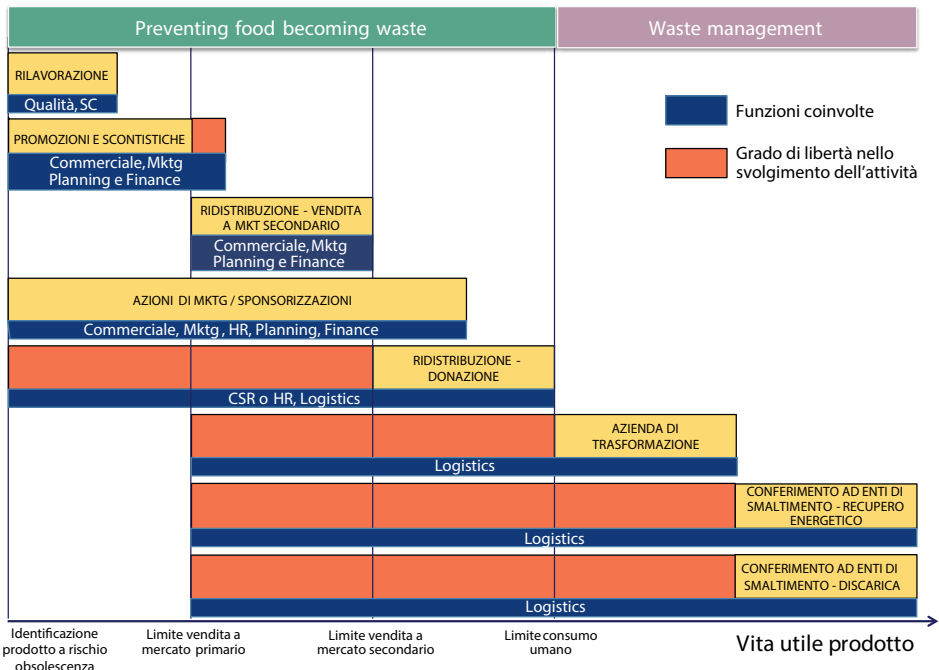 Preventing food becoming waste
Waste management
RILAVORAZIONE
Qualità, SC
PROMOZIONI E SCONTISTICHE
Commerciale, Mktg
Planning e Finance
RIDISTRIBUZIONE - VENDITA
A MKT SECONDARIO
Commerciale, Mktg
Planning e Finance
AZIONI DI MKTG / SPONSORIZZAZIONI
Commerciale, Mktg, HR, Planning, Finance
RIDISTRIBUZIONE -
DONAZIONE
CSR o HR, Logistics
AZIENDA DI
TRASFORMAZIONE
Logistics
CONFERIMENTO AD ENTI DI
SMALTIMENTO - RECUPERO
ENERGETICO
Logistics
CONFERIMENTO AD ENTI DI
SMALTIMENTO - DISCARICA
Logistics
Funzioni coinvolte
Grado di libertà nello
svolgimento dell'attività
Identificazione
prodotto a rischio
obsolescenza
Limite vendita a
mercato primario
Limite vendita a
mercato secondario
Limite consumo
umano
Vita utile prodotto